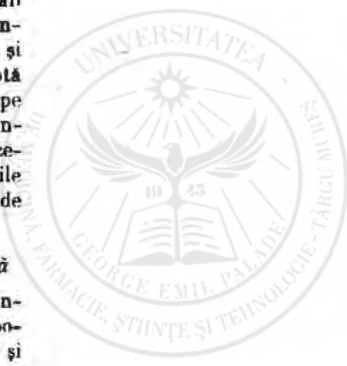 n-
și
otă
pe
n-
ce-
ile
de
ă
n-
po-
și
UNIVERSITATEA
DE MEDICINĂ, FARMACIE, ȘTIINȚE ȘI TEHNOLOGIE - TÂRGU MUREȘ
GEORGE EMIL PALADE
19 45